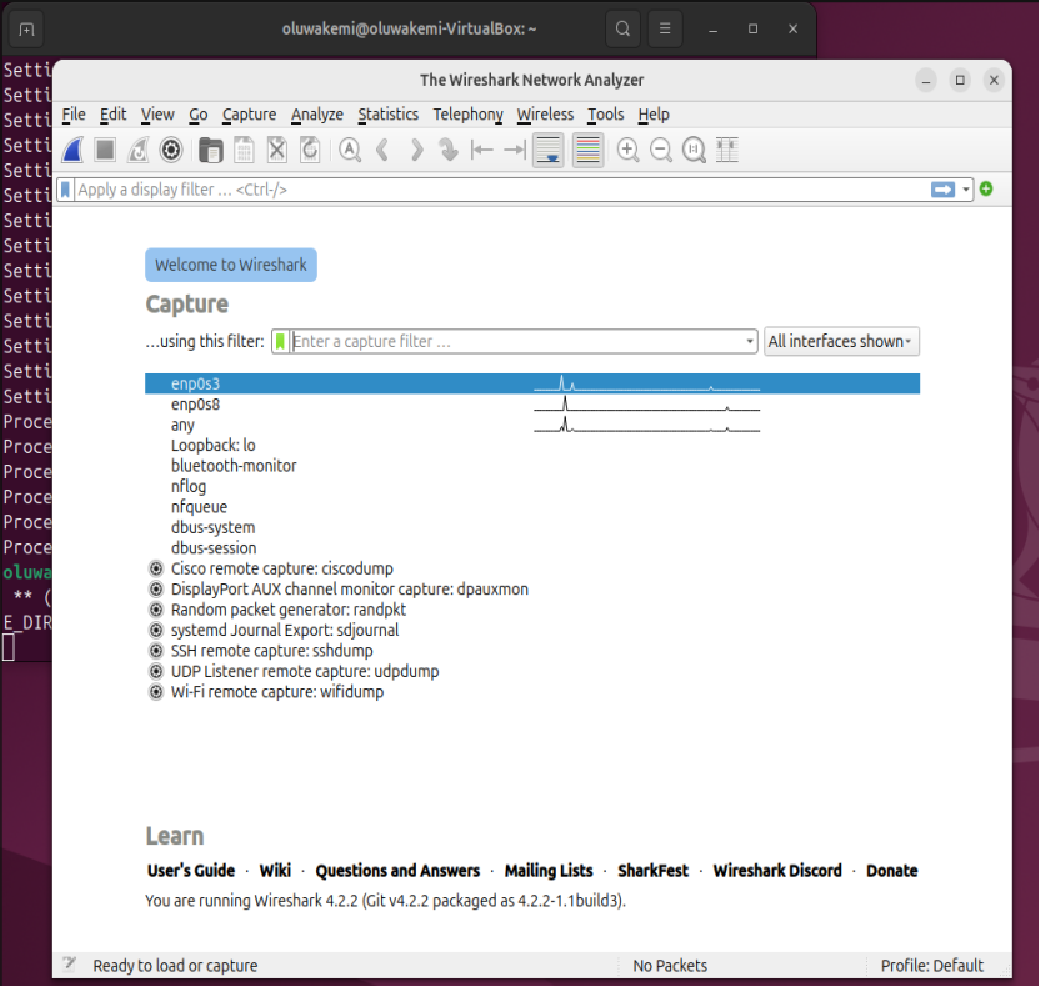 oluwakemi@oluwakemi-VirtualBox: ~
Setti
Setti
Setti
Setti
Setti
Setti
Setti
Setti
Setti
Setti
Setti
Setti
Setti
Setti
Proce
Proce
Proce
Proce
Proce
Proce
oluwa
** (
E_DIR
The Wireshark Network Analyzer
File Edit View Go Capture Analyze Statistics Telephony Wireless Tools Help
Apply a display filter … <Ctrl-/>
Welcome to Wireshark
Capture
…using this filter: Enter a capture filter … All interfaces shown
enp0s3
enp0s8
any
Loopback: lo
bluetooth-monitor
nflog
nfqueue
dbus-system
dbus-session
Cisco remote capture: ciscodump
DisplayPort AUX channel monitor capture: dpauxmon
Random packet generator: randpkt
systemd Journal Export: sdjournal
SSH remote capture: sshdump
UDP Listener remote capture: udpdump
Wi-Fi remote capture: wifidump
Learn
User's Guide · Wiki · Questions and Answers · Mailing Lists · SharkFest · Wireshark Discord · Donate
You are running Wireshark 4.2.2 (Git v4.2.2 packaged as 4.2.2-1.1build3).
Ready to load or capture No Packets Profile: Default